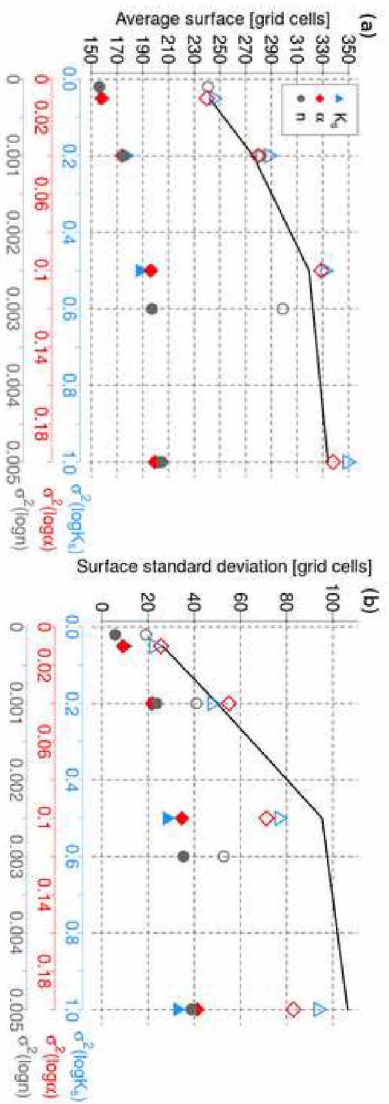 (a)
Average surface [grid cells]
350
330
310
290
270
250
230
210
190
170
150
Ks
α
n
0.0 0.2 0.4 0.6 0.8 1.0 σ²(logKs)
0 0.02 0.06 0.1 0.14 0.18 σ²(logα)
0 0.001 0.002 0.003 0.004 0.005 σ²(logn)
(b)
Surface standard deviation [grid cells]
100
80
60
40
20
0
0.0 0.2 0.4 0.6 0.8 1.0 σ²(logKs)
0 0.02 0.06 0.1 0.14 0.18 σ²(logα)
0 0.001 0.002 0.003 0.004 0.005 σ²(logn)